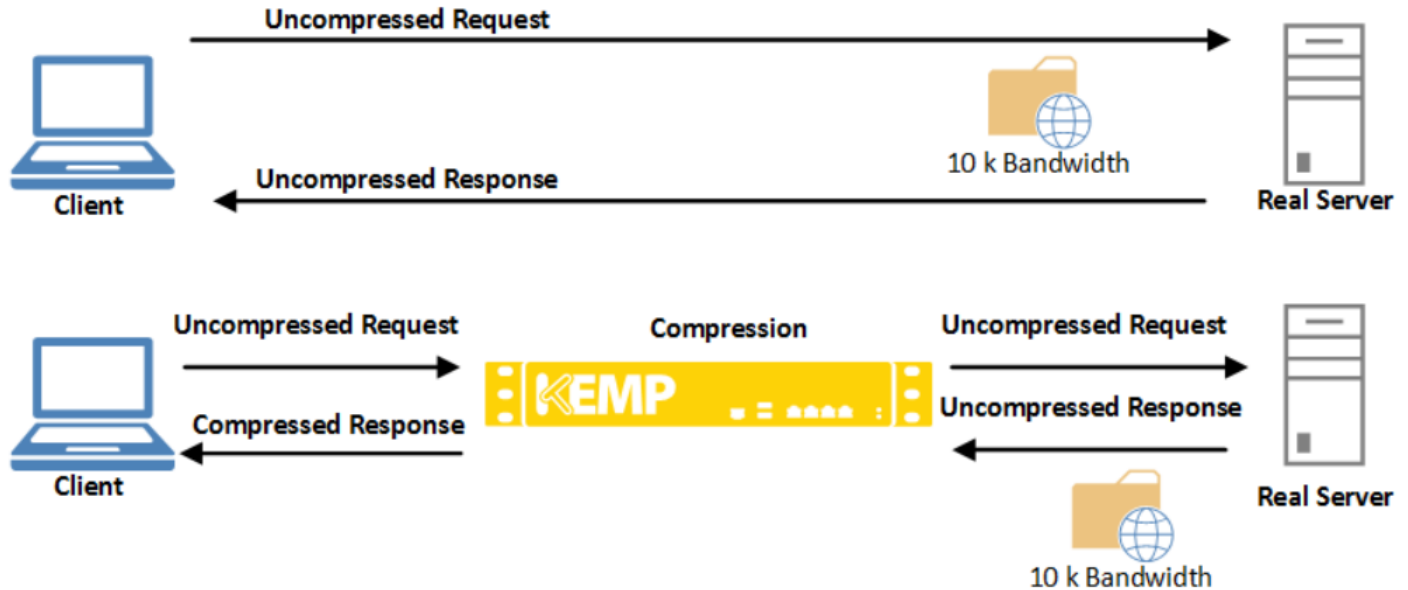 Uncompressed Request
10 k Bandwidth
Uncompressed Response
Client
Real Server
Uncompressed Request
Compression
Uncompressed Request
KEMP
Compressed Response
Uncompressed Response
Client
Real Server
10 k Bandwidth